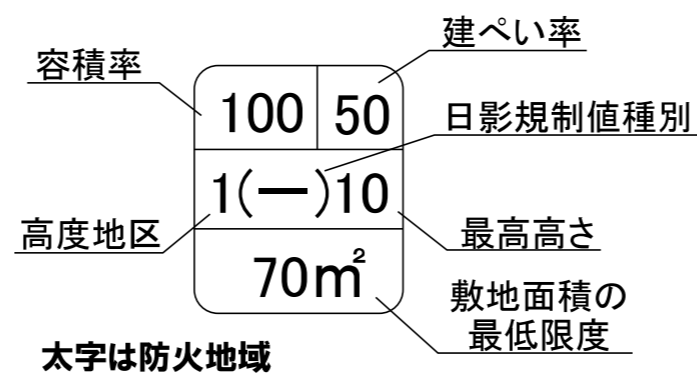 建ぺい率
容積率
100 50
日影規制値種別
1(一)10
高度地区
最高高さ
70㎡
敷地面積の
最低限度
太字は防火地域